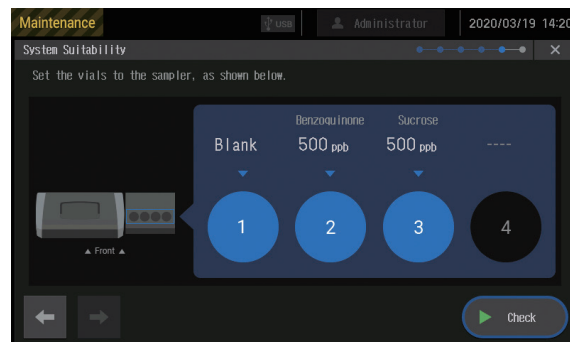 Maintenance USB Administrator 2020/03/19 14:20
System Suitability
Set the vials to the sampler, as shown below.
Benzoquinone Sucrose
Blank 500 ppb 500 ppb ----
1 2 3 4
▲ Front ▲
Check